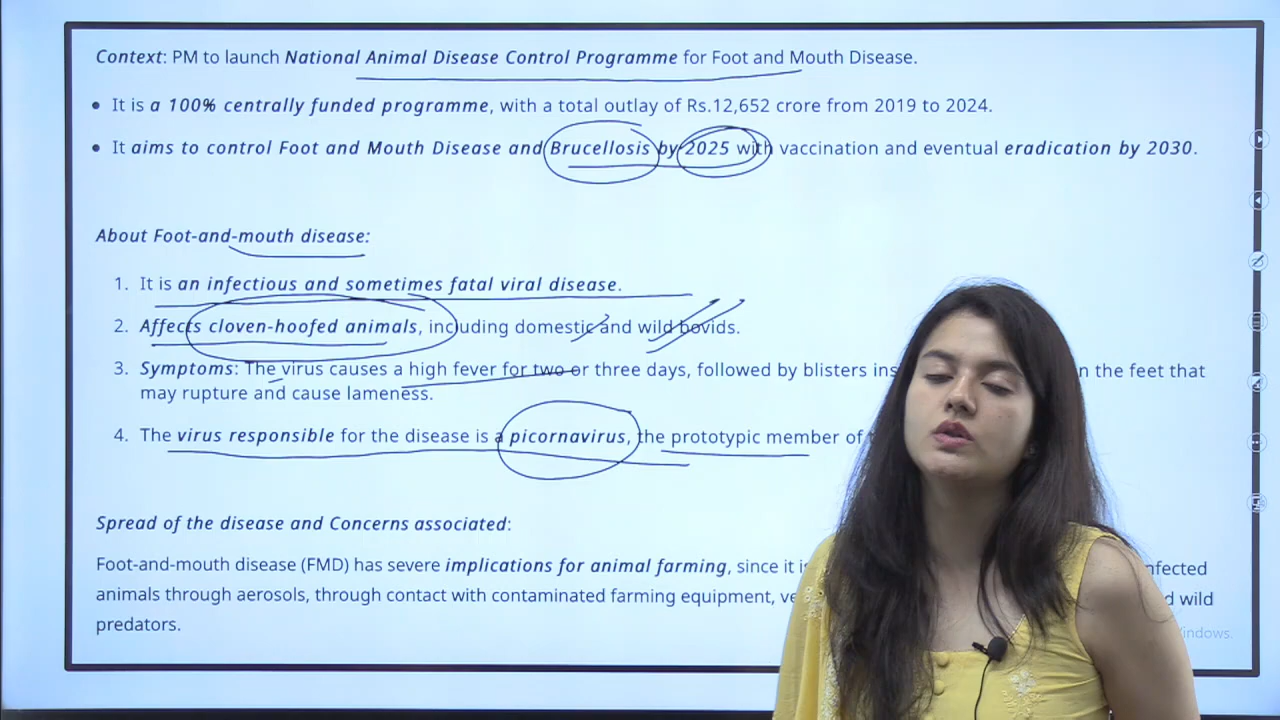 Context: PM to launch National Animal Disease Control Programme for Foot and Mouth Disease.
• It is a 100% centrally funded programme, with a total outlay of Rs.12,652 crore from 2019 to 2024.
• It aims to control Foot and Mouth Disease and Brucellosis by 2025 with vaccination and eventual eradication by 2030.
About Foot-and-mouth disease:
1. It is an infectious and sometimes fatal viral disease.
2. Affects cloven-hoofed animals, including domestic and wild bovids.
3. Symptoms: The virus causes a high fever for two or three days, followed by blisters the feet that
may rupture and cause lameness.
4. The virus responsible for the disease is a picornavirus, the prototypic member of
Spread of the disease and Concerns associated:
Foot-and-mouth disease (FMD) has severe implications for animal farming, since it
animals through aerosols, through contact with contaminated farming equipment, wild
predators.